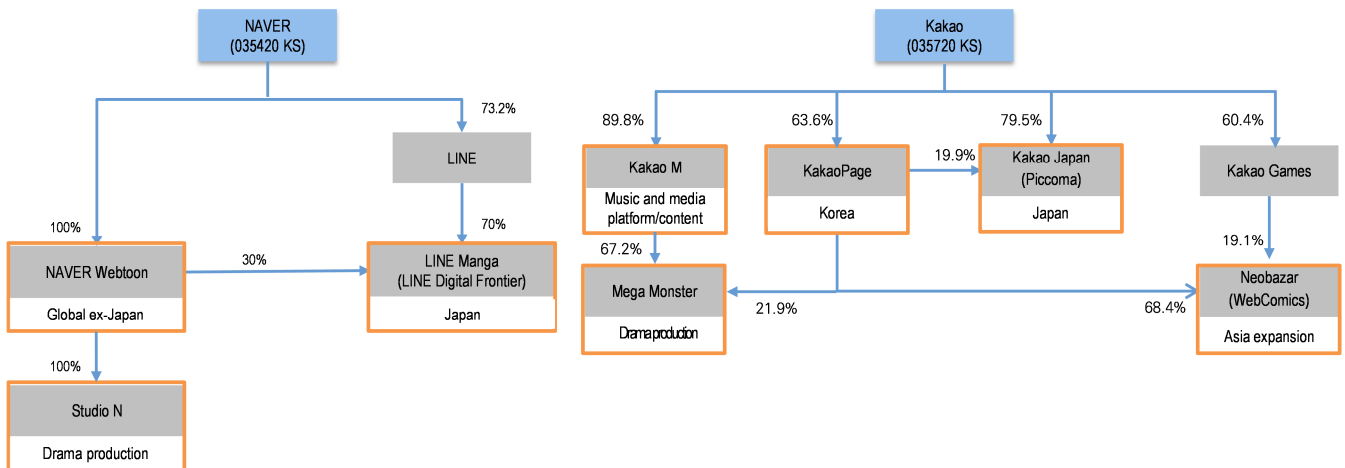 NAVER
(035420 KS)
73.2%
LINE
100%
70%
NAVER Webtoon
Global ex-Japan
30%
LINE Manga
(LINE Digital Frontier)
Japan
100%
Studio N
Drama production
Kakao
(035720 KS)
89.8%
63.6%
79.5%
60.4%
Kakao M
Music and media
platform/content
KakaoPage
Korea
19.9%
Kakao Japan
(Piccoma)
Japan
Kakao Games
67.2%
19.1%
Mega Monster
Drama production
21.9%
68.4%
Neobazar
(WebComics)
Asia expansion